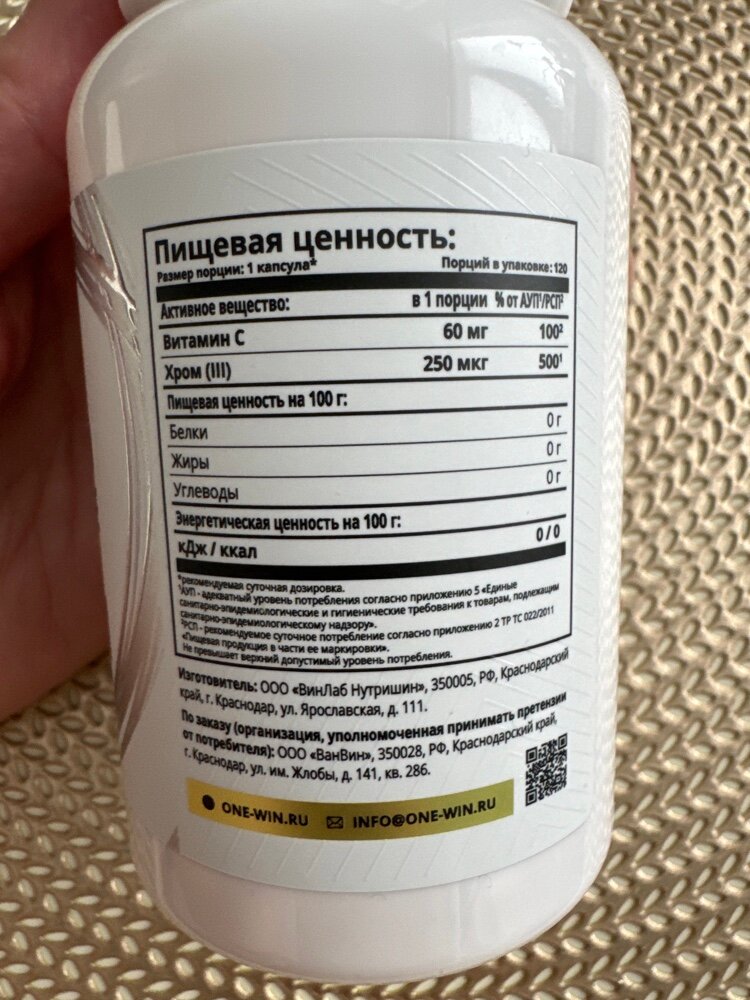 Пищевая ценность:
Размер порции: 1 капсула* Порций в упаковке: 120
Активное вещество: в 1 порции % от АУП¹/РСП²
Витамин С 60 мг 100²
Хром (III) 250 мкг 500¹
Пищевая ценность на 100 г:
Белки 0 г
Жиры 0 г
Углеводы 0 г
Энергетическая ценность на 100 г:
кДж / ккал 0 / 0
*рекомендуемая суточная дозировка.
¹АУП - адекватный уровень потребления согласно приложению 5 «Единые
санитарно-эпидемиологические и гигиенические требования к товарам, подлежащим
санитарно-эпидемиологическому надзору».
²РСП - рекомендуемое суточное потребление согласно приложению 2 ТР ТС 022/2011
«Пищевая продукция в части ее маркировки».
Не превышает верхний допустимый уровень потребления.
Изготовитель: ООО «ВинЛаб Нутришин», 350005, РФ, Краснодарский
край, г. Краснодар, ул. Ярославская, д. 111.
По заказу (организация, уполномоченная принимать претензии
от потребителя): ООО «ВанВин», 350028, РФ, Краснодарский край,
г. Краснодар, ул. им. Жлобы, д. 141, кв. 286.
ONE-WIN.RU INFO@ONE-WIN.RU